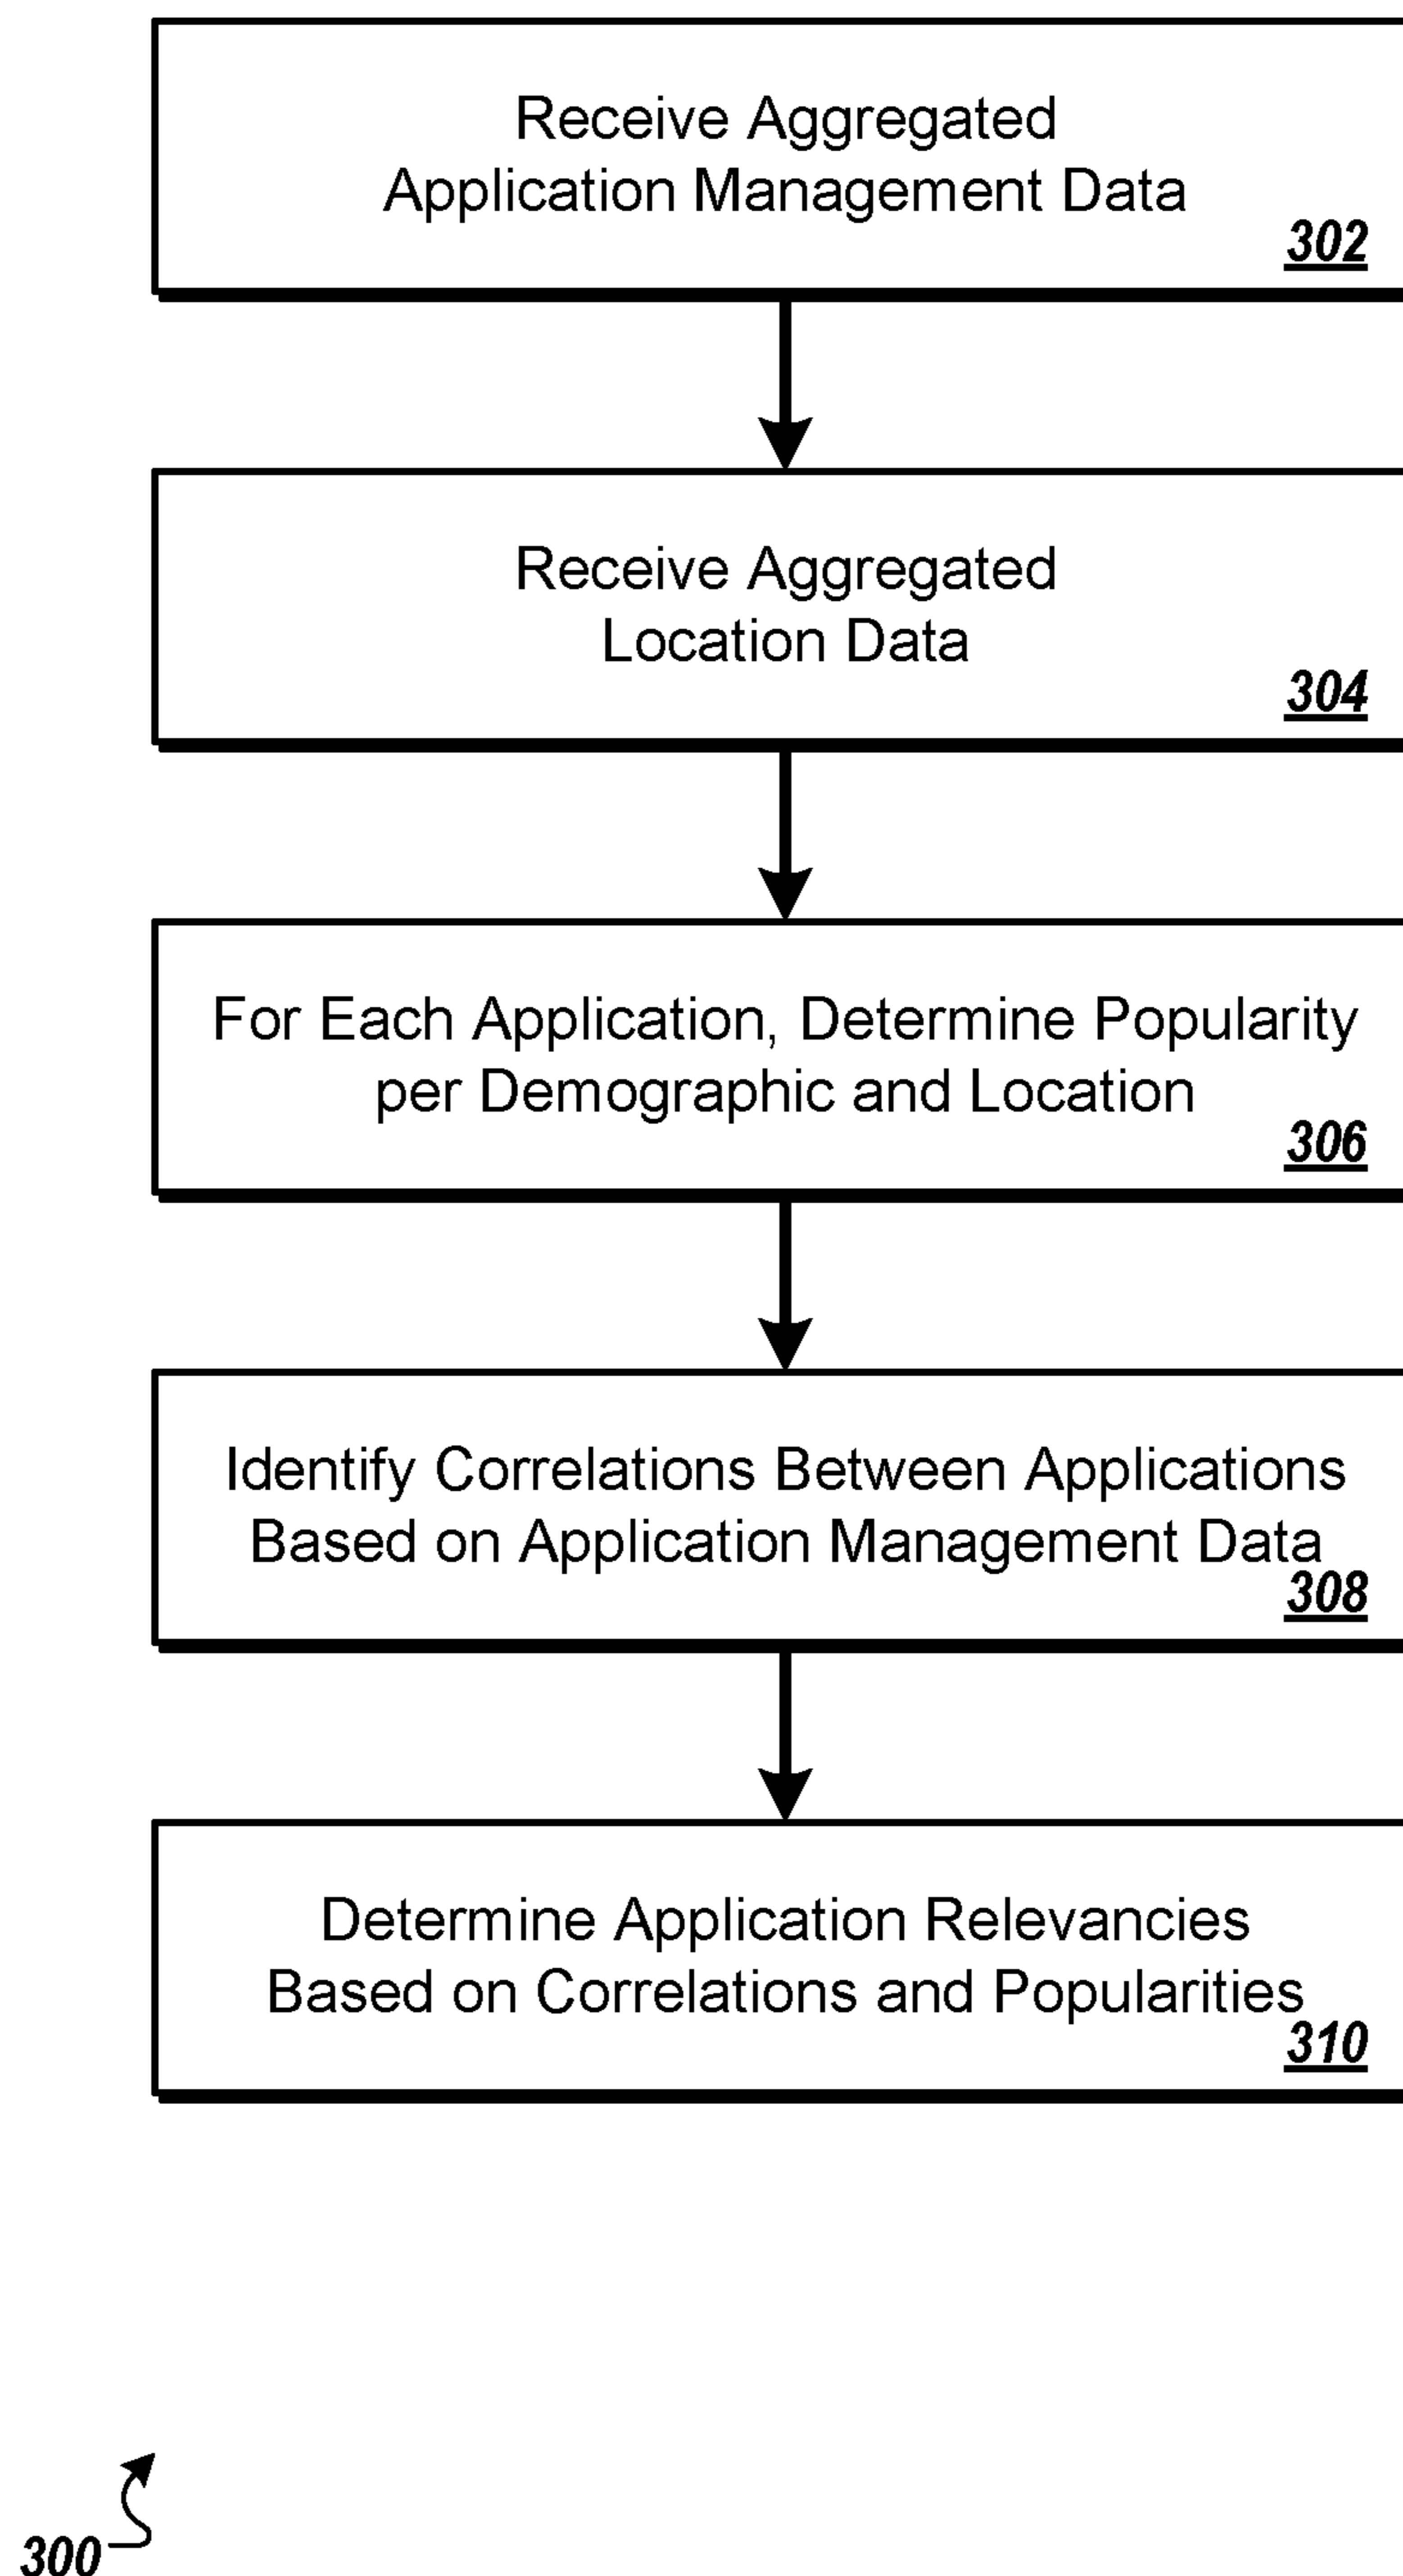 Receive Aggregated
Application Management Data
302
Receive Aggregated
Location Data
304
For Each Application, Determine Popularity
per Demographic and Location
306
Identify Correlations Between Applications
Based on Application Management Data
308
Determine Application Relevancies
Based on Correlations and Popularities
310
300